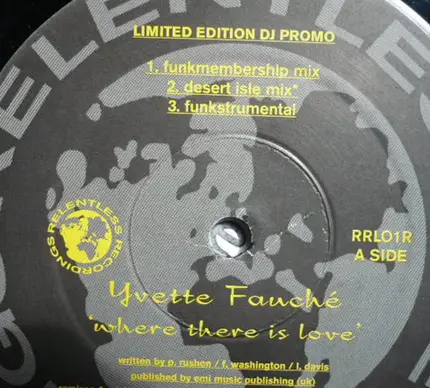 LIMITED EDITION DJ PROMO
1. funkmembership mix
2. desert isle mix*
3. funkstrumental
RELENTLESS RECORDINGS
RRL01R
A SIDE
Yvette Fauché
'where there is love'
written by p. rushen / f. washington / l. davis
published by emi music publishing (uk)